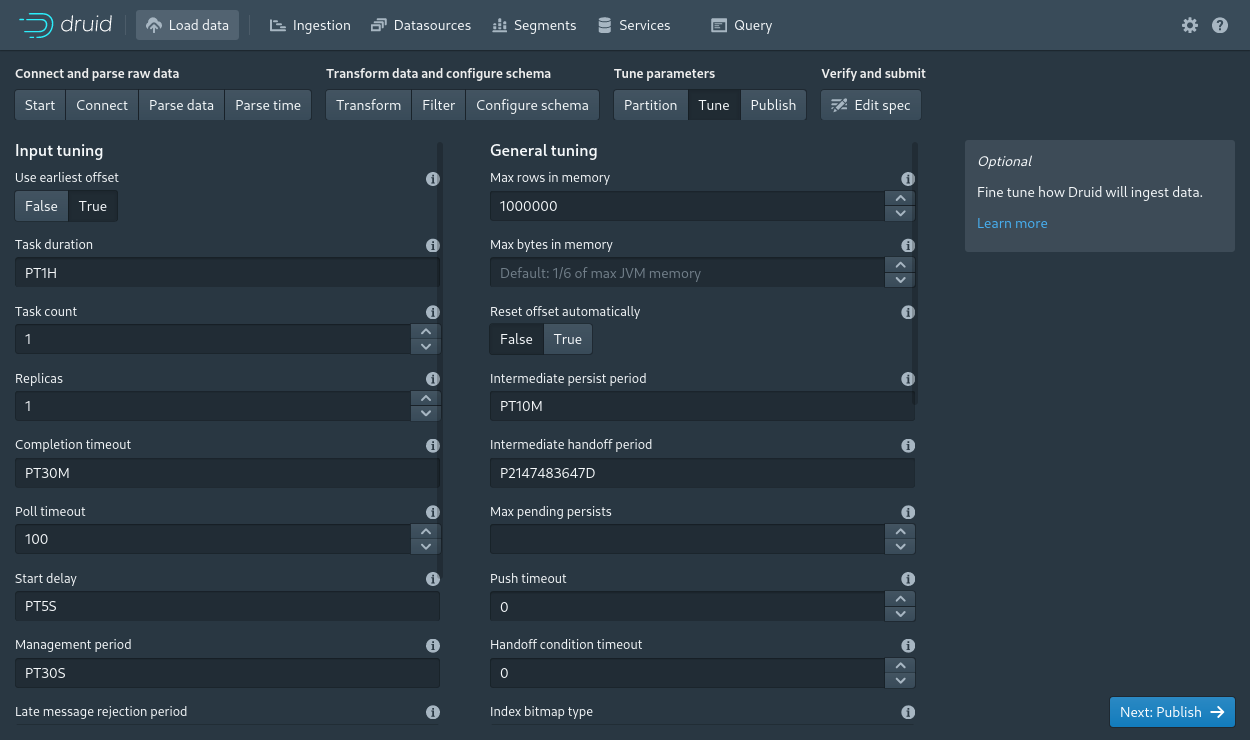 druid Load data Ingestion Datasources Segments Services Query
Connect and parse raw data Transform data and configure schema Tune parameters Verify and submit
Start Connect Parse data Parse time Transform Filter Configure schema Partition Tune Publish Edit spec
Input tuning
Use earliest offset
False True
Task duration
PT1H
Task count
1
Replicas
1
Completion timeout
PT30M
Poll timeout
100
Start delay
PT5S
Management period
PT30S
Late message rejection period
General tuning
Max rows in memory
1000000
Max bytes in memory
Default: 1/6 of max JVM memory
Reset offset automatically
False True
Intermediate persist period
PT10M
Intermediate handoff period
P2147483647D
Max pending persists
Push timeout
0
Handoff condition timeout
0
Index bitmap type
Optional
Fine tune how Druid will ingest data.
Learn more
Next: Publish